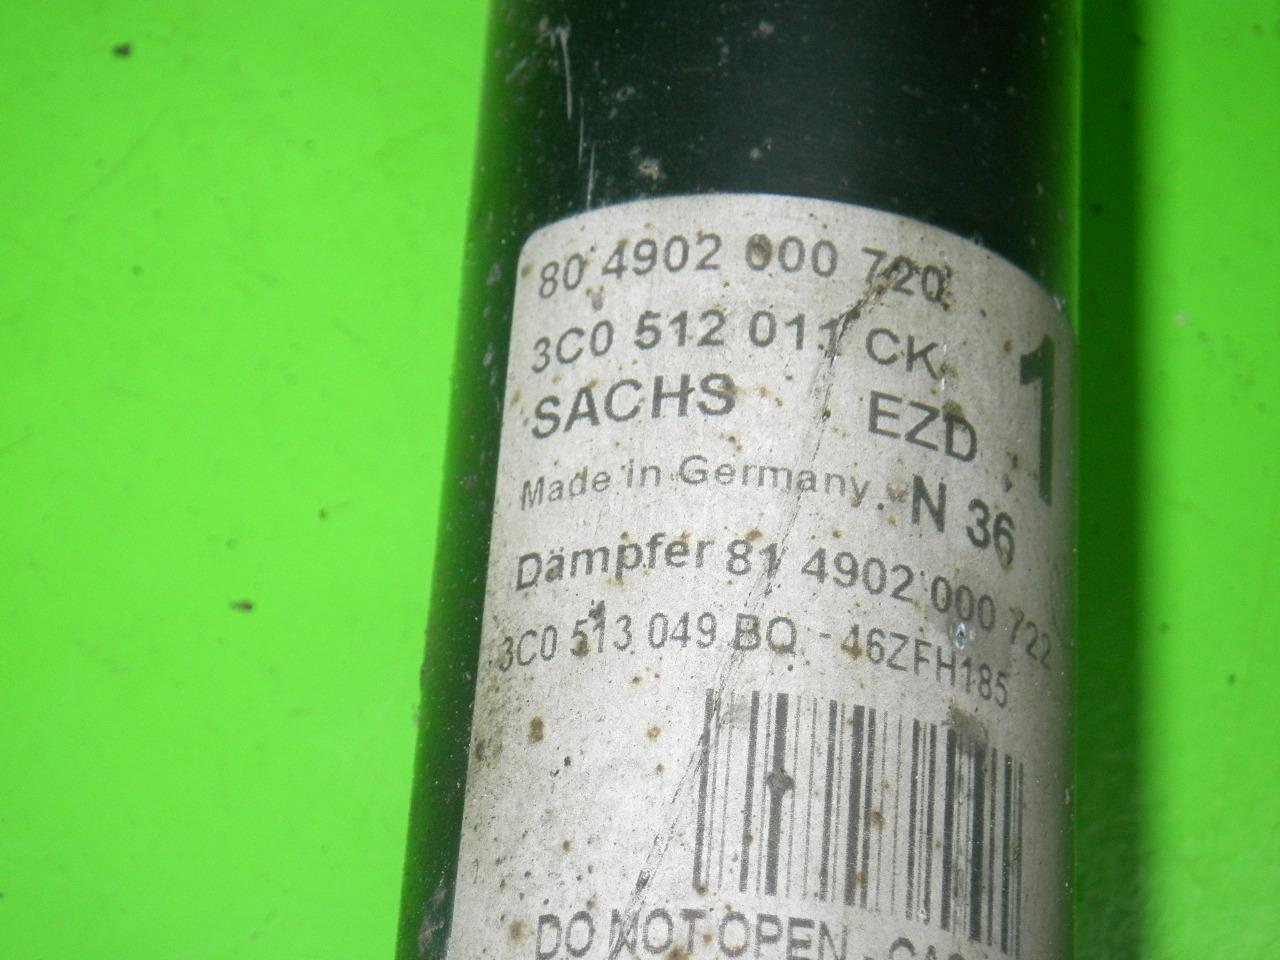 80 4902 000 720
3C0 512 011 CK 1
SACHS EZD
Made in Germany. N 36
Dämpfer 81 4902 000 722
3C0 513 049 BQ - 46ZFH185
DO NOT OPEN -